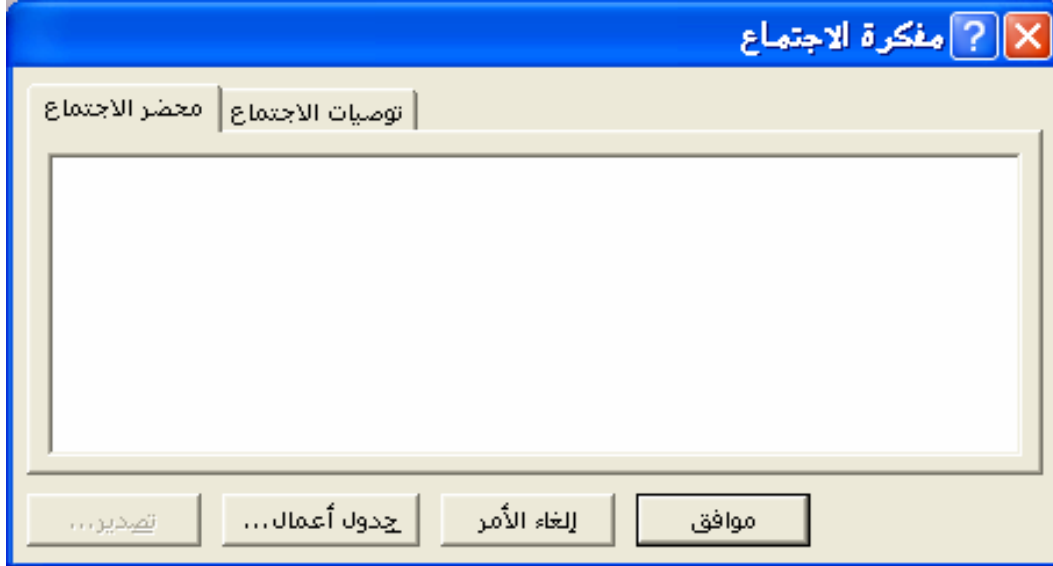 مفكرة الاجتماع
محضر الاجتماع توصيات الاجتماع
موافق إلغاء الأمر جدول أعمال... تصدير...